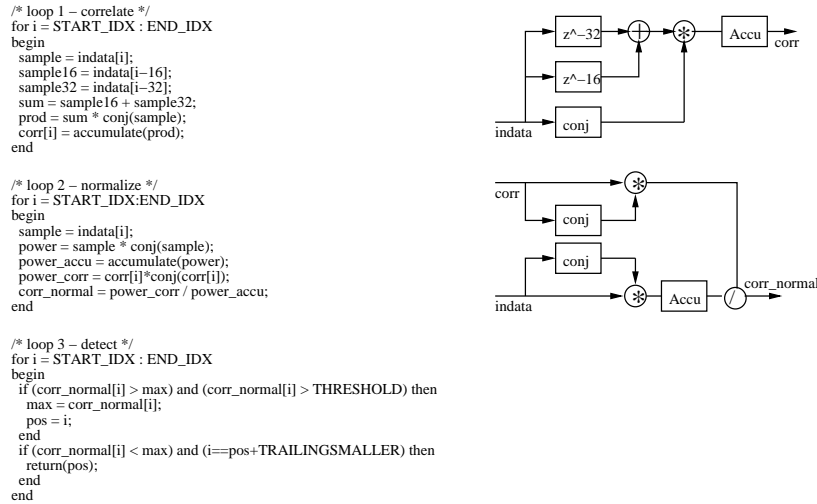 /* loop 1 – correlate */
for i = START_IDX : END_IDX
begin
sample = indata[i];
sample16 = indata[i−16];
sample32 = indata[i−32];
sum = sample16 + sample32;
prod = sum * conj(sample);
corr[i] = accumulate(prod);
end
z^−32
+
*
Accu
corr
z^−16
conj
indata
/* loop 2 – normalize */
for i = START_IDX:END_IDX
begin
sample = indata[i];
power = sample * conj(sample);
power_accu = accumulate(power);
power_corr = corr[i]*conj(corr[i]);
corr_normal = power_corr / power_accu;
end
corr
*
conj
conj
indata
*
Accu
/
corr_normal
/* loop 3 – detect */
for i = START_IDX : END_IDX
begin
if (corr_normal[i] > max) and (corr_normal[i] > THRESHOLD) then
max = corr_normal[i];
pos = i;
end
if (corr_normal[i] < max) and (i==pos+TRAILINGSMALLER) then
return(pos);
end
end